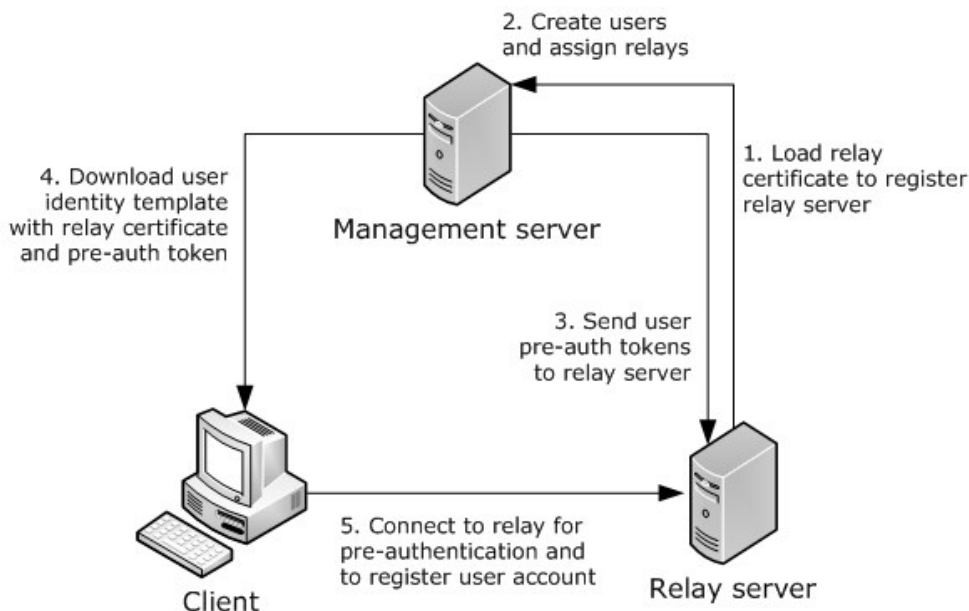 2. Create users
and assign relays
1. Load relay
certificate to register
relay server
4. Download user
identity template
with relay certificate
and pre-auth token
Management server
3. Send user
pre-auth tokens
to relay server
5. Connect to relay for
pre-authentication and
to register user account
Client
Relay server